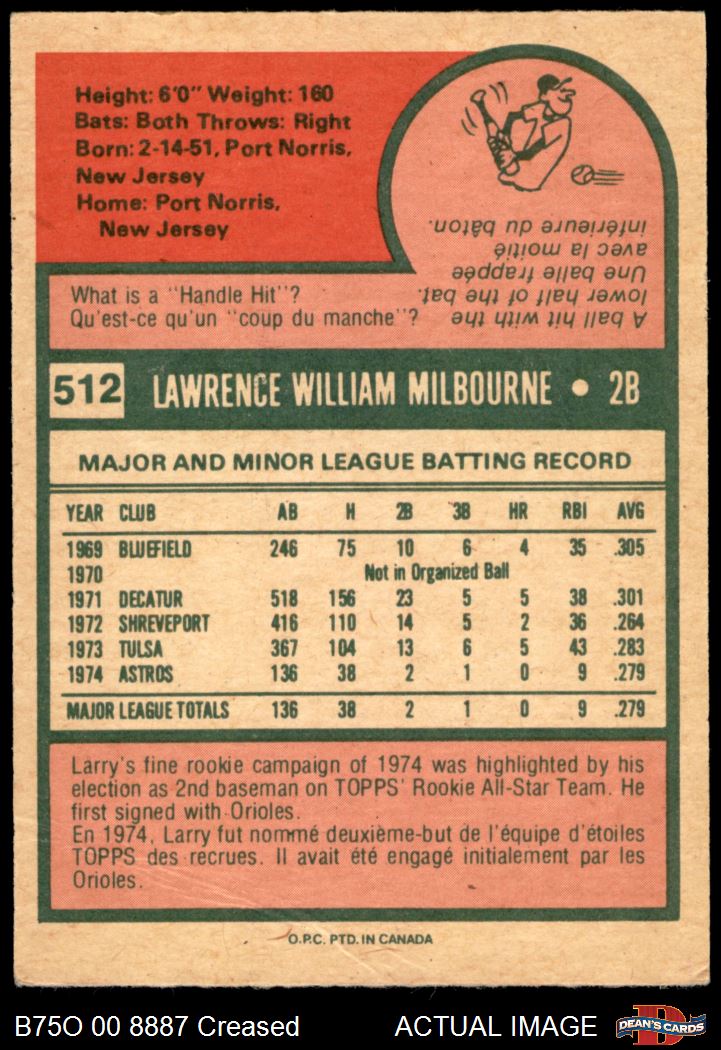 Height: 6'0" Weight: 160
Bats: Both Throws: Right
Born: 2-14-51, Port Norris,
New Jersey
Home: Port Norris,
New Jersey
What is a "Handle Hit"?
Qu'est-ce qu'un "coup du manche"?
A ball hit with the
lower half of the bat.
Une balle frappée
avec la moitié
inférieure du bâton.
512 LAWRENCE WILLIAM MILBOURNE • 2B
MAJOR AND MINOR LEAGUE BATTING RECORD
YEAR CLUB AB H 2B 3B HR RBI AVG
1969 BLUEFIELD 246 75 10 6 4 35 .305
1970 Not in Organized Ball
1971 DECATUR 518 156 23 5 5 38 .301
1972 SHREVEPORT 416 110 14 5 2 36 .264
1973 TULSA 367 104 13 6 5 43 .283
1974 ASTROS 136 38 2 1 0 9 .279
MAJOR LEAGUE TOTALS 136 38 2 1 0 9 .279
Larry's fine rookie campaign of 1974 was highlighted by his
election as 2nd baseman on TOPPS' Rookie All-Star Team. He
first signed with Orioles.
En 1974, Larry fut nommé deuxième-but de l'équipe d'étoiles
TOPPS des recrues. Il avait été engagé initialement par les
Orioles.
O.P.C. PTD. IN CANADA
B75O 00 8887 Creased ACTUAL IMAGE
DEAN'S CARDS